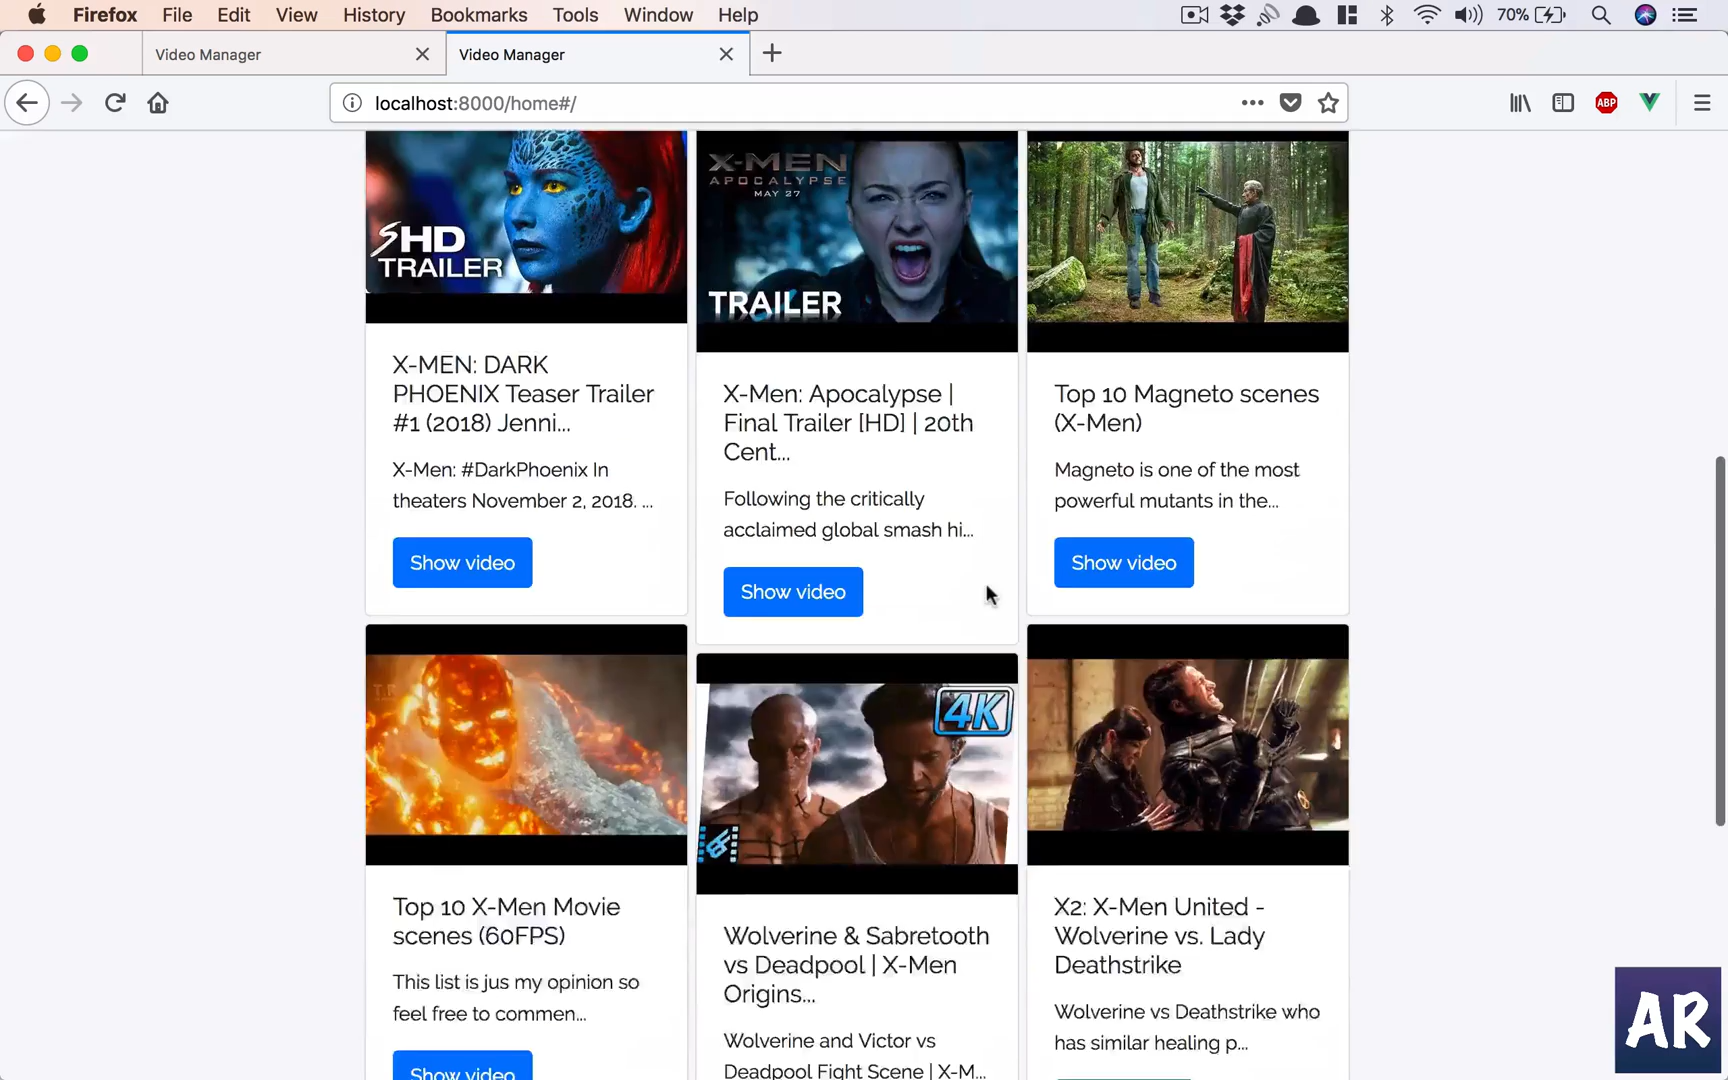 Firefox File Edit View History Bookmarks Tools Window Help 70%
Video Manager Video Manager
localhost:8000/home#/ ABP
HD
TRAILER
X-MEN: DARK
PHOENIX Teaser Trailer
#1 (2018) Jenni...
X-Men: #DarkPhoenix In
theaters November 2, 2018. ...
Show video
X-MEN
APOCALYPSE
MAY 27
TRAILER
X-Men: Apocalypse |
Final Trailer [HD] | 20th
Cent...
Following the critically
acclaimed global smash hi...
Show video
Top 10 Magneto scenes
(X-Men)
Magneto is one of the most
powerful mutants in the...
Show video
Top 10 X-Men Movie
scenes (60FPS)
This list is jus my opinion so
feel free to commen...
Show video
4K
Wolverine & Sabretooth
vs Deadpool | X-Men
Origins...
Wolverine and Victor vs
Deadpool Fight Scene | X-M...
X2: X-Men United -
Wolverine vs. Lady
Deathstrike
Wolverine vs Deathstrike who
has similar healing p...
AR